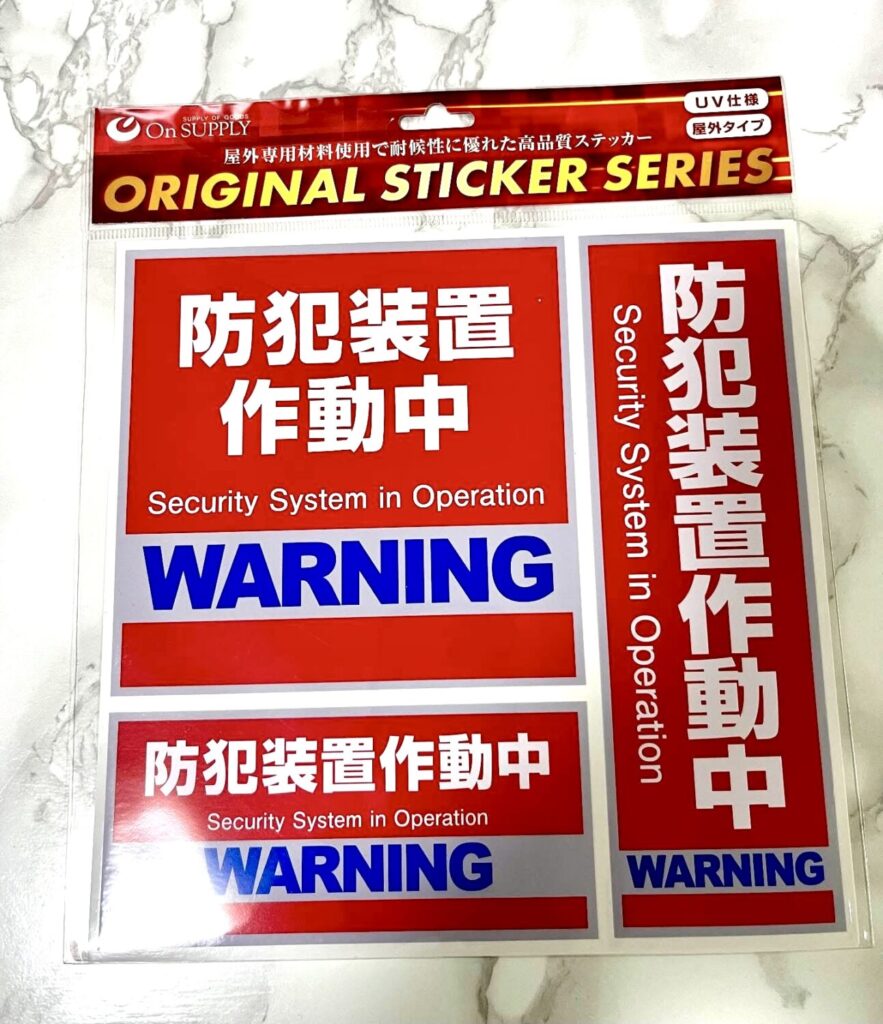 SUPPLY OF GOODS
On SUPPLY
UV仕様
屋外タイプ
屋外専用材料使用で耐候性に優れた高品質ステッカー
ORIGINAL STICKER SERIES
防犯装置
作動中
Security System in Operation
WARNING
防犯装置作動中
Security System in Operation
WARNING
防犯装置作動中
Security System in Operation
WARNING